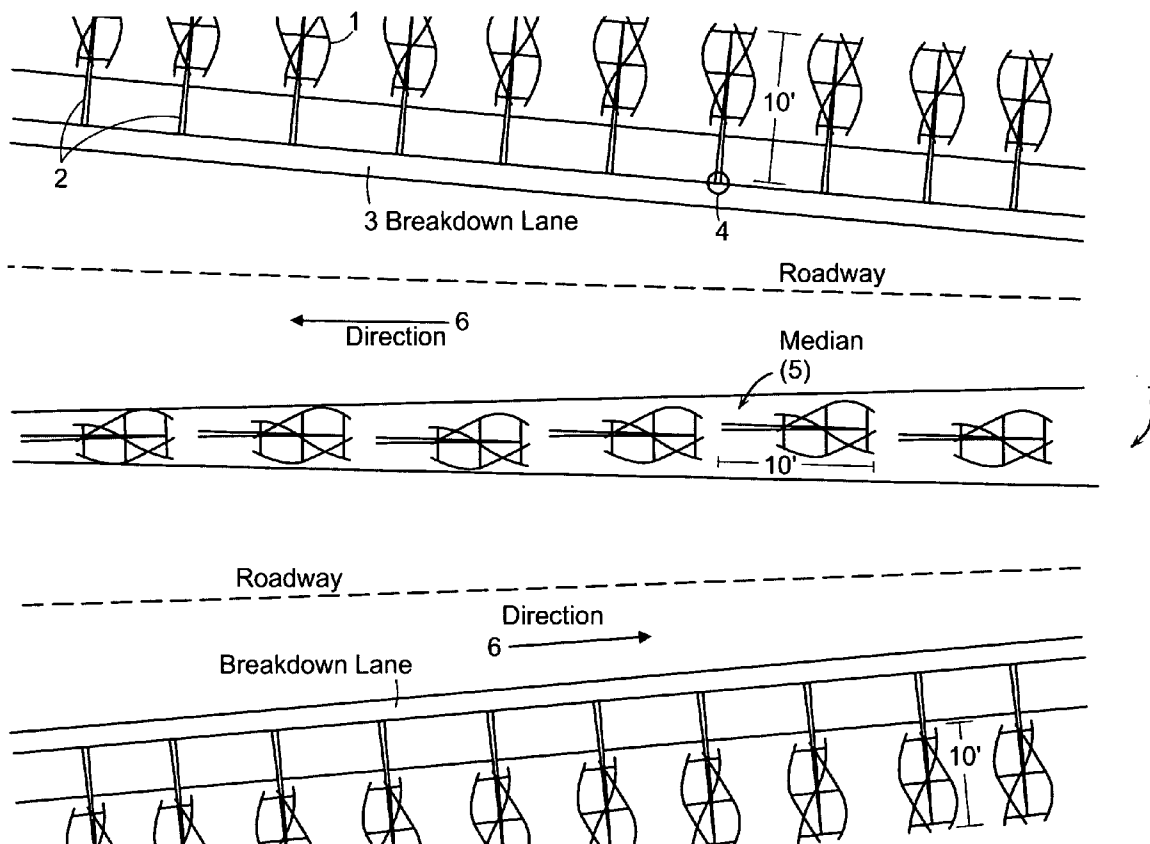 1
10'
2
3 Breakdown Lane
4
Roadway
6
Direction
Median
(5)
10'
Roadway
Direction
6
Breakdown Lane
10'